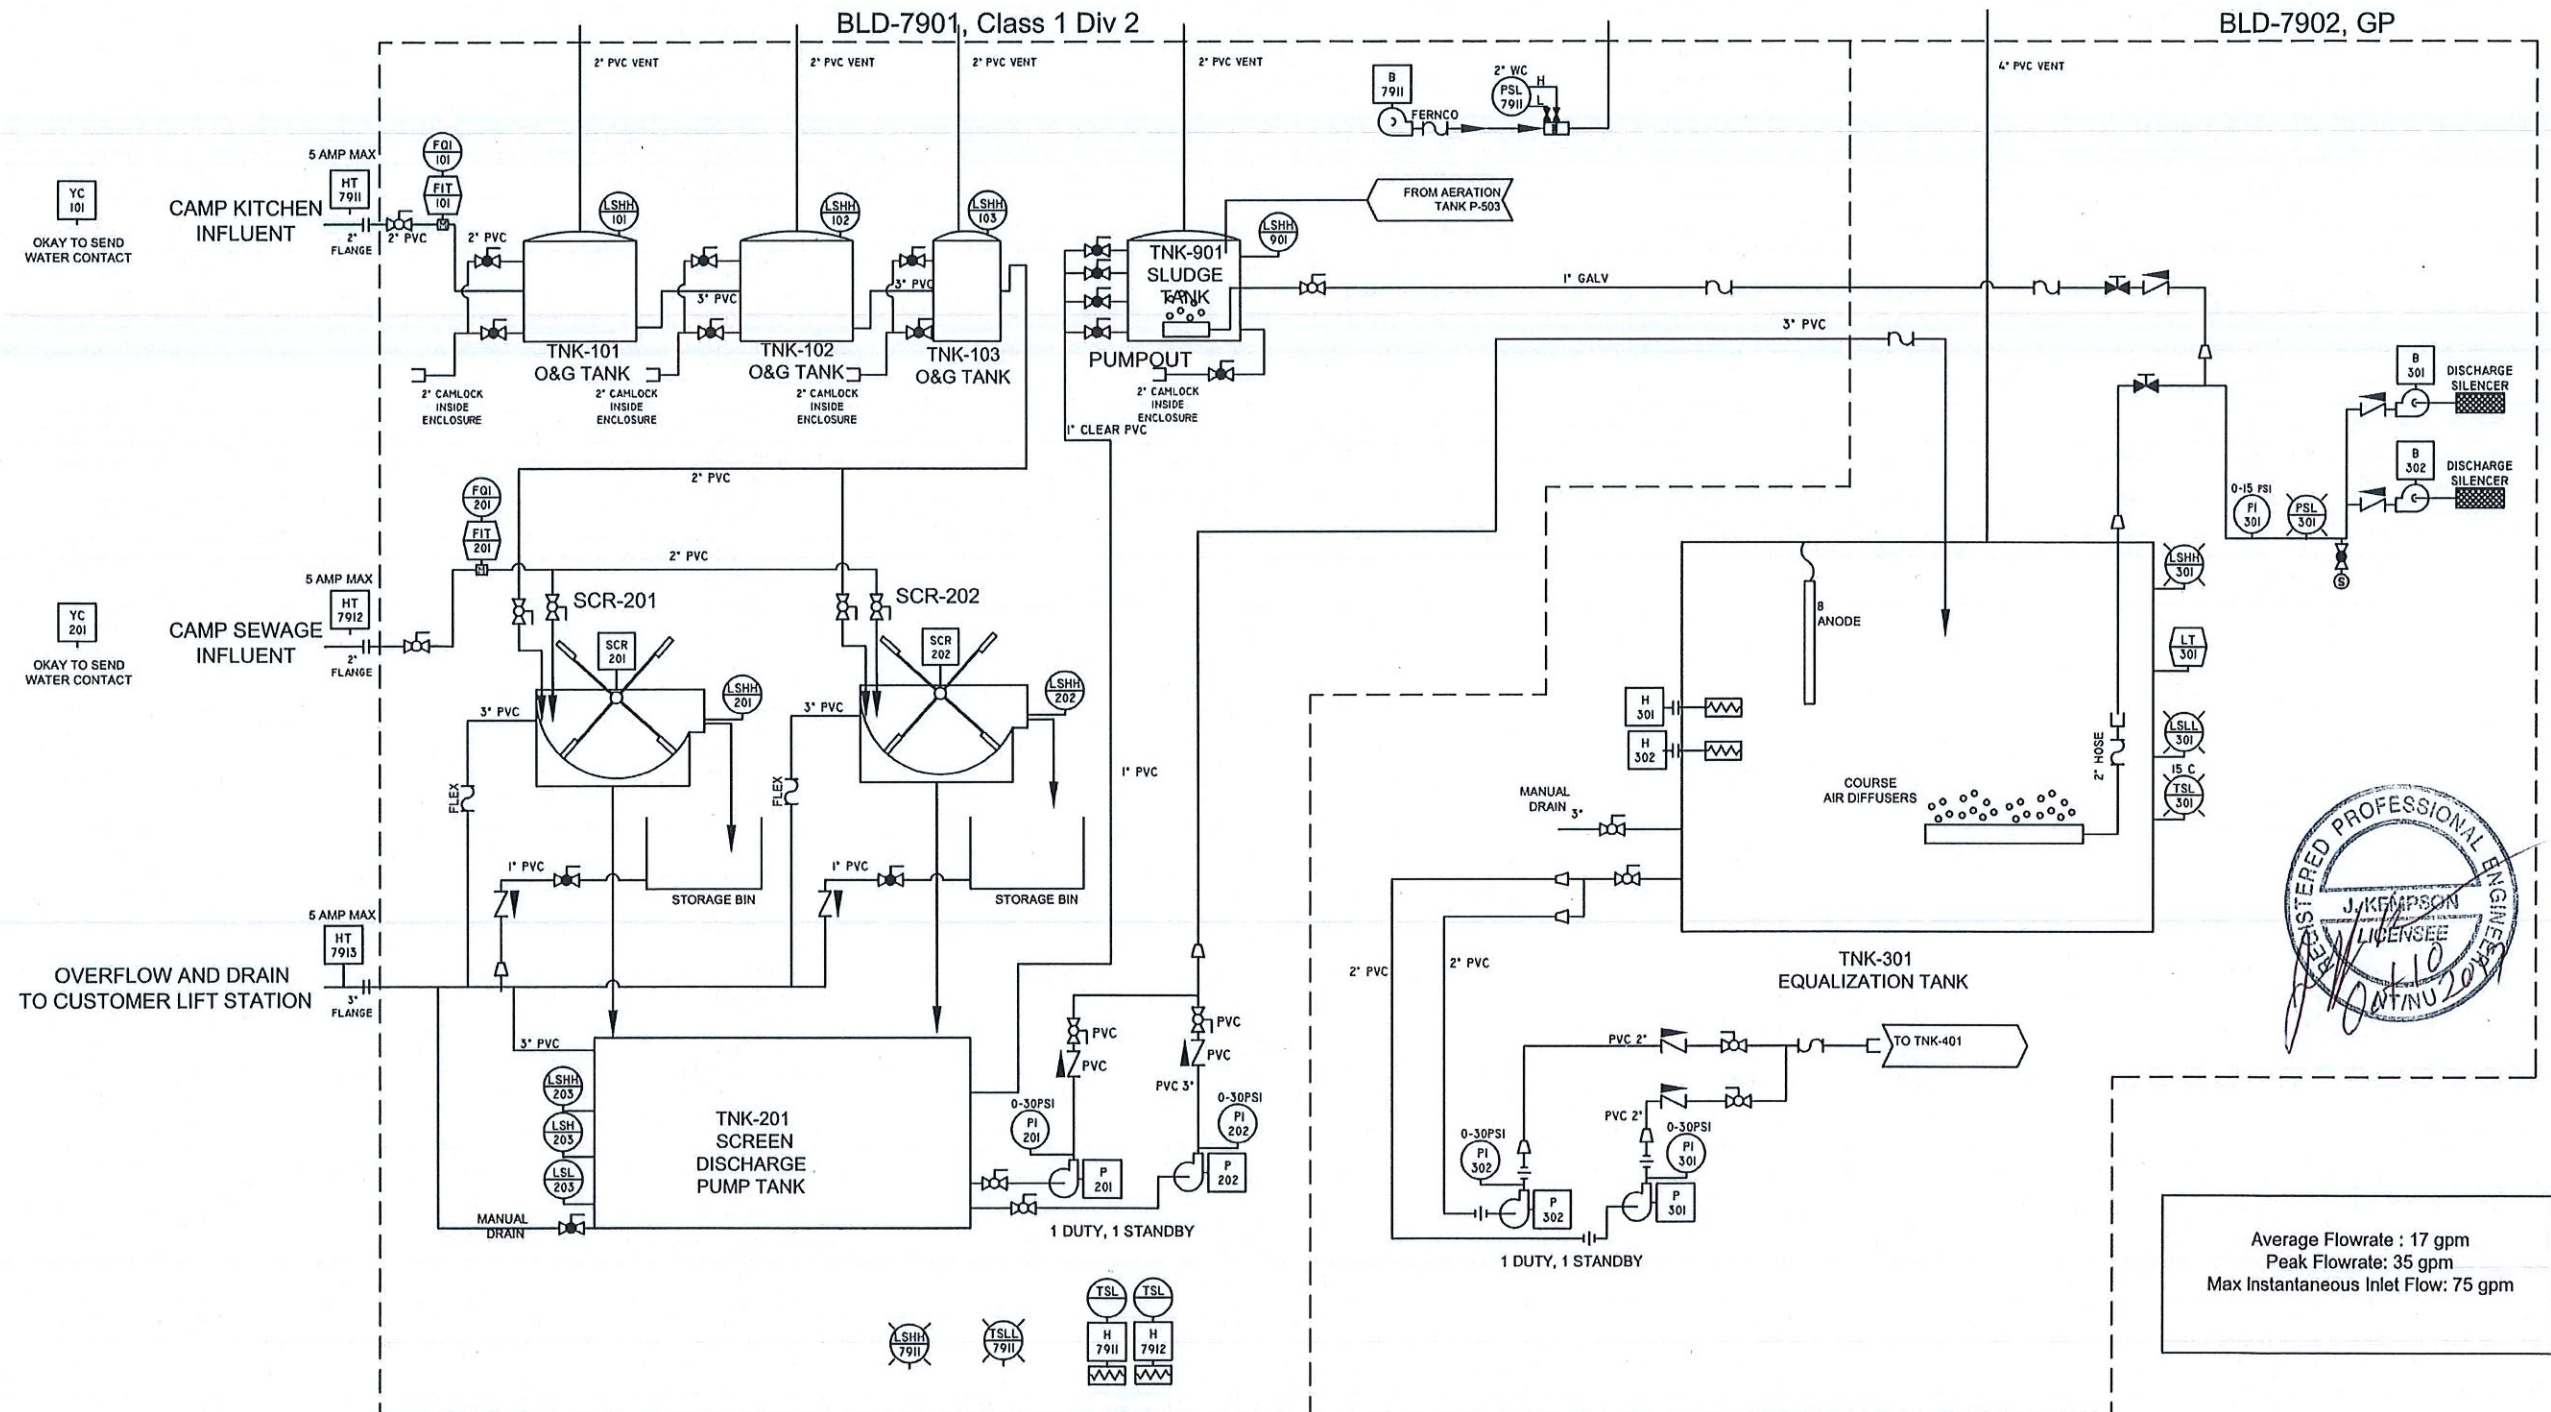 BLD-7901, Class 1 Div 2
BLD-7902, GP
2" PVC VENT
2" PVC VENT
2" PVC VENT
2" PVC VENT
4" PVC VENT
B
7911
FERNCO
2" WC
PSL
7911
H
L
5 AMP MAX
HT
7911
FQI
101
FIT
101
YC
101
OKAY TO SEND
WATER CONTACT
CAMP KITCHEN
INFLUENT
2"
FLANGE
2" PVC
2" PVC
LSHH
101
LSHH
102
LSHH
103
3" PVC
3" PVC
TNK-101
O&G TANK
TNK-102
O&G TANK
TNK-103
O&G TANK
2" CAMLOCK
INSIDE
ENCLOSURE
2" CAMLOCK
INSIDE
ENCLOSURE
2" CAMLOCK
INSIDE
ENCLOSURE
FROM AERATION
TANK P-503
LSHH
901
TNK-901
SLUDGE
TANK
PUMPOUT
2" CAMLOCK
INSIDE
ENCLOSURE
1" CLEAR PVC
1" GALV
3" PVC
B
301
DISCHARGE
SILENCER
B
302
DISCHARGE
SILENCER
0-15 PSI
PI
301
PSL
301
S
2" PVC
FQI
201
FIT
201
2" PVC
5 AMP MAX
HT
7912
YC
201
OKAY TO SEND
WATER CONTACT
CAMP SEWAGE
INFLUENT
2"
FLANGE
SCR-201
SCR
201
SCR-202
SCR
202
LSHH
201
LSHH
202
3" PVC
3" PVC
FLEX
FLEX
1" PVC
1" PVC
1" PVC
STORAGE BIN
STORAGE BIN
8
ANODE
LSHH
301
LT
301
LSLL
301
15 C
TSL
301
H
301
H
302
2" HOSE
COURSE
AIR DIFFUSERS
MANUAL
DRAIN
3"
5 AMP MAX
HT
7913
OVERFLOW AND DRAIN
TO CUSTOMER LIFT STATION
3"
FLANGE
3" PVC
2" PVC
2" PVC
TNK-301
EQUALIZATION TANK
REGISTERED PROFESSIONAL ENGINEER
J. KEMPSON
LICENSEE
NT/NU
LSHH
203
LSH
203
LSL
203
TNK-201
SCREEN
DISCHARGE
PUMP TANK
MANUAL
DRAIN
PVC
PVC
PVC
PVC
PVC 3"
0-30PSI
PI
201
0-30PSI
PI
202
P
201
P
202
1 DUTY, 1 STANDBY
PVC 2"
TO TNK-401
PVC 2"
0-30PSI
PI
302
0-30PSI
PI
301
P
302
P
301
1 DUTY, 1 STANDBY
LSHH
7911
TSLL
7911
TSL
TSL
H
7911
H
7912
Average Flowrate : 17 gpm
Peak Flowrate: 35 gpm
Max Instantaneous Inlet Flow: 75 gpm